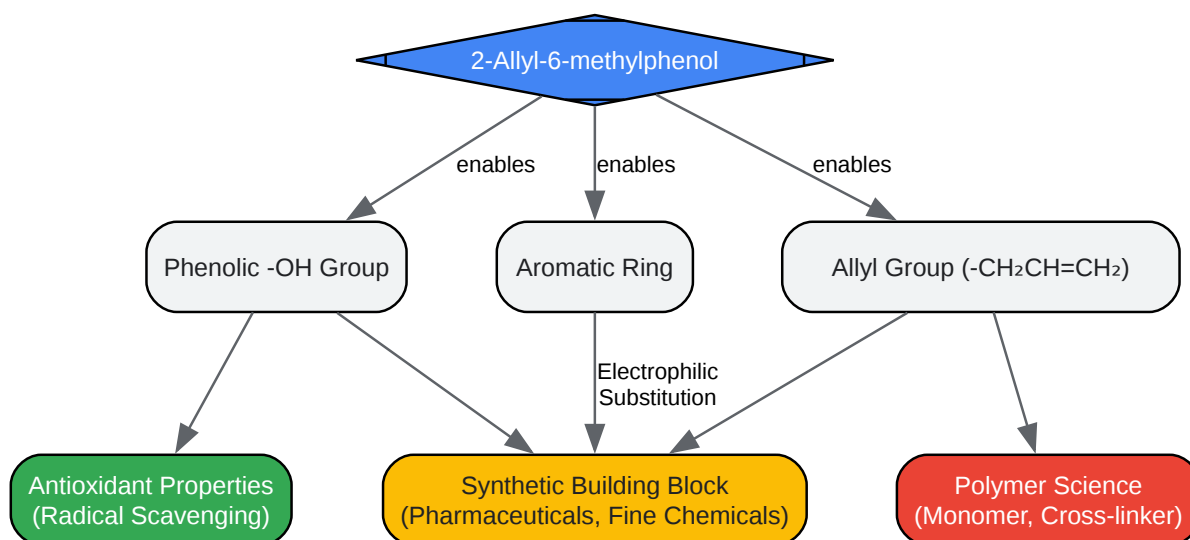 2-Allyl-6-methylphenol
enables
enables
enables
Phenolic -OH Group
Aromatic Ring
Allyl Group (-CH₂CH=CH₂)
Electrophilic
Substitution
Antioxidant Properties
(Radical Scavenging)
Synthetic Building Block
(Pharmaceuticals, Fine Chemicals)
Polymer Science
(Monomer, Cross-linker)